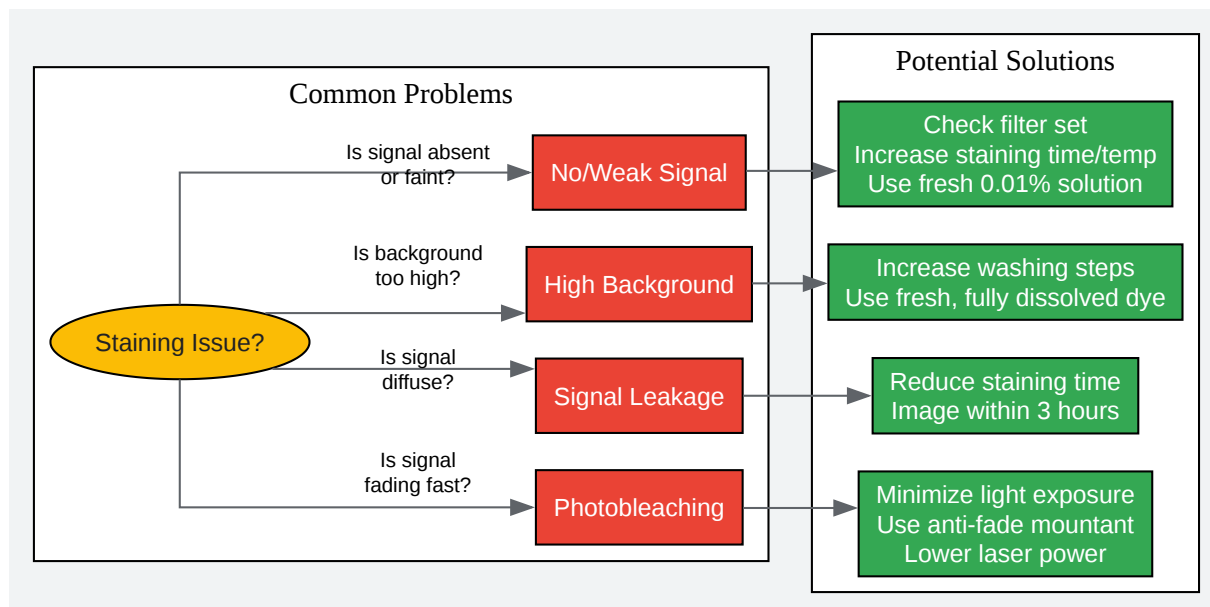 Common Problems
Potential Solutions
Staining Issue?
Is signal absent
or faint?
No/Weak Signal
Check filter set
Increase staining time/temp
Use fresh 0.01% solution
Is background
too high?
High Background
Increase washing steps
Use fresh, fully dissolved dye
Is signal
diffuse?
Signal Leakage
Reduce staining time
Image within 3 hours
Is signal
fading fast?
Photobleaching
Minimize light exposure
Use anti-fade mountant
Lower laser power